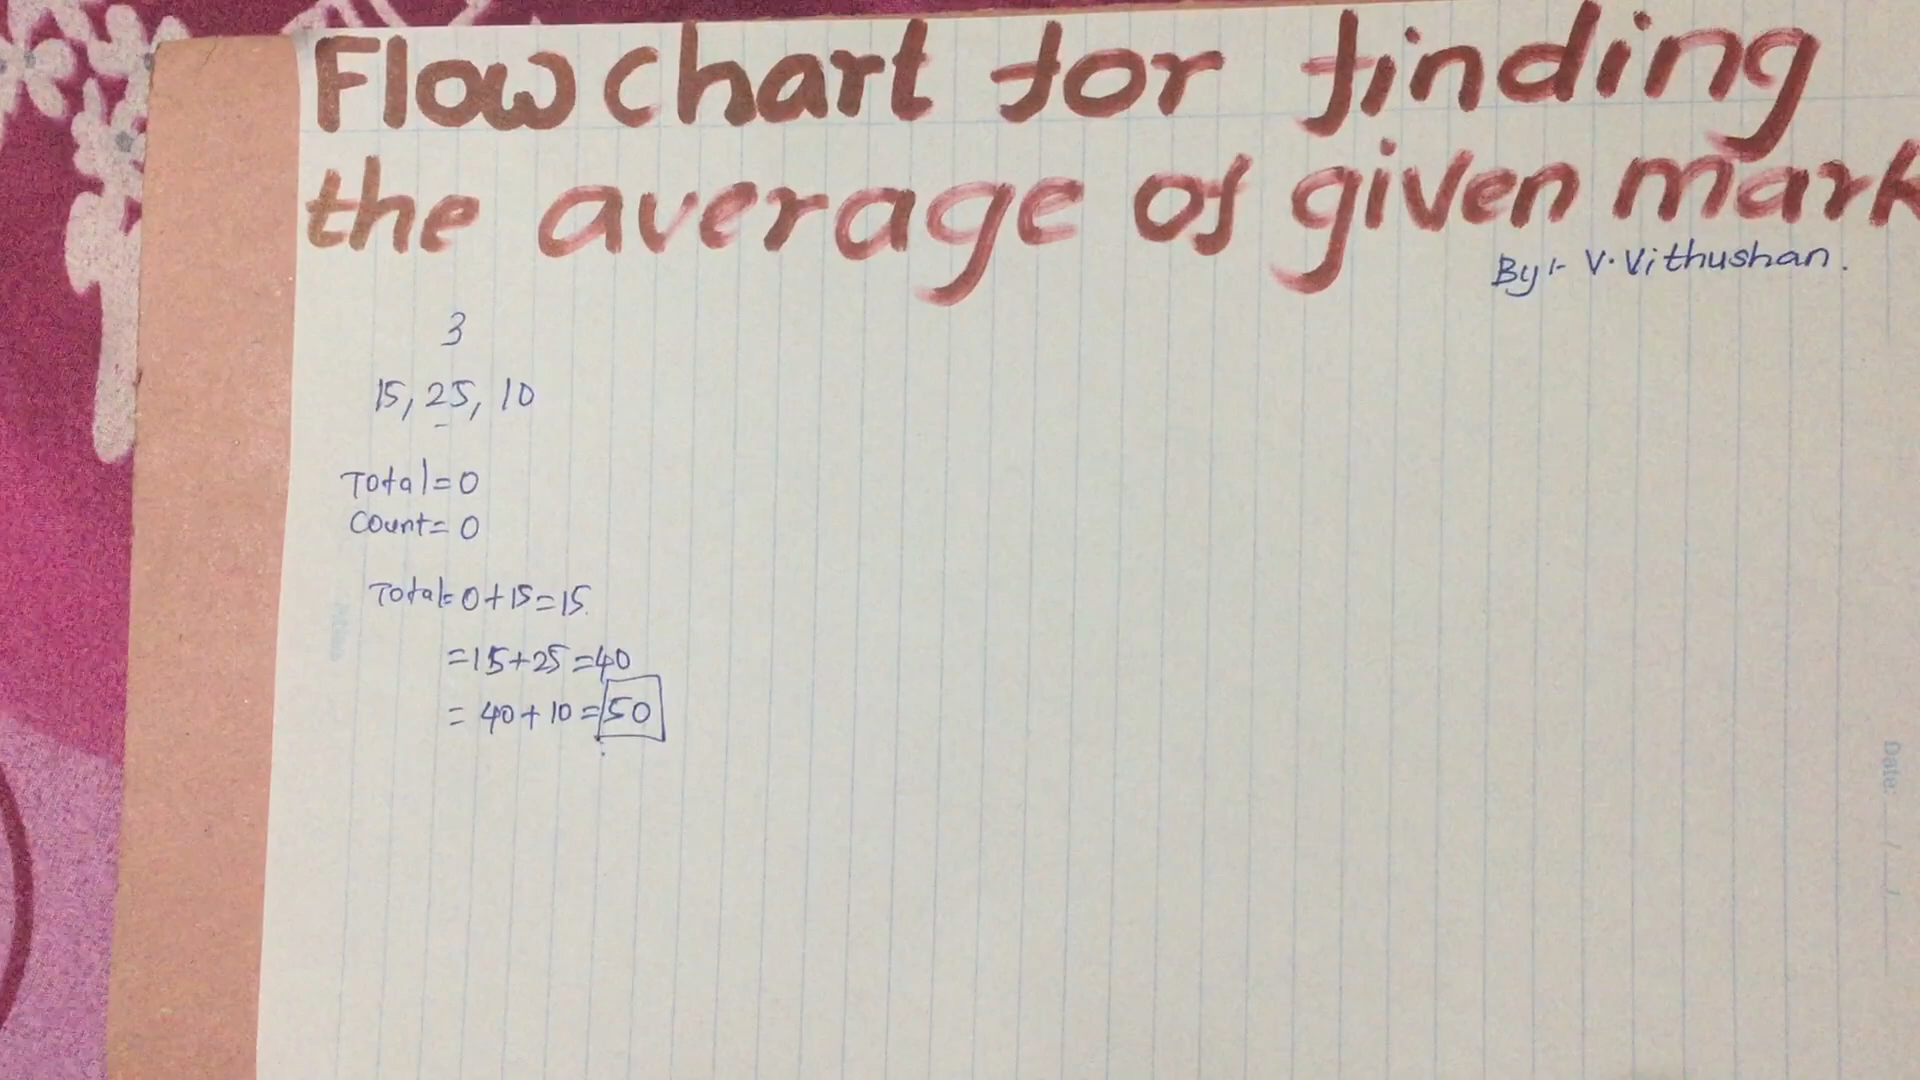 Flow chart for finding
the average of given mark
By:- V. Vithushan.
3
15, 25, 10
Total=0
Count=0
Total=0+15=15
=15+25=40
=40+10=50
Date: / /